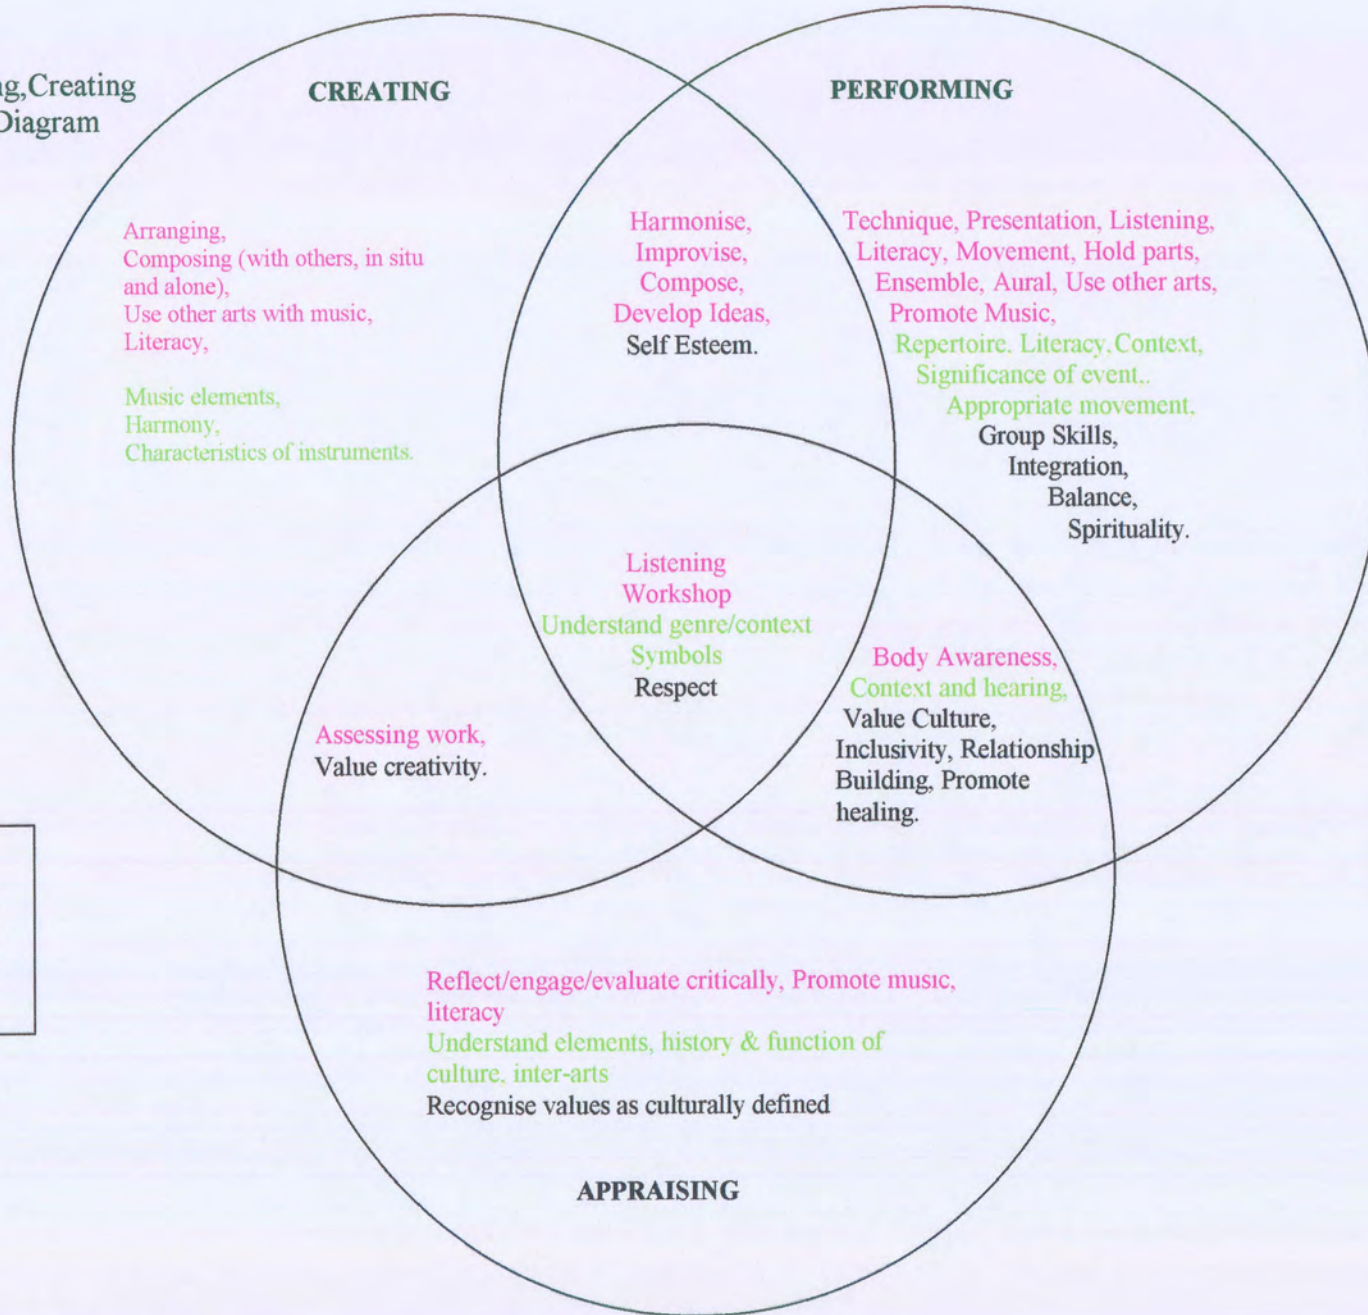 ng,Creating
Diagram
CREATING
PERFORMING
Arranging,
Composing (with others, in situ
and alone),
Use other arts with music,
Literacy,
Music elements,
Harmony,
Characteristics of instruments.
Harmonise,
Improvise,
Compose,
Develop Ideas,
Self Esteem.
Technique, Presentation, Listening,
Literacy, Movement, Hold parts,
Ensemble, Aural, Use other arts,
Promote Music,
Repertoire. Literacy. Context,
Significance of event..
Appropriate movement.
Group Skills,
Integration,
Balance,
Spirituality.
Listening
Workshop
Understand genre/context
Symbols
Respect
Assessing work,
Value creativity.
Body Awareness,
Context and hearing,
Value Culture,
Inclusivity, Relationship
Building, Promote
healing.
Reflect/engage/evaluate critically, Promote music,
literacy
Understand elements, history & function of
culture, inter-arts
Recognise values as culturally defined
APPRAISING